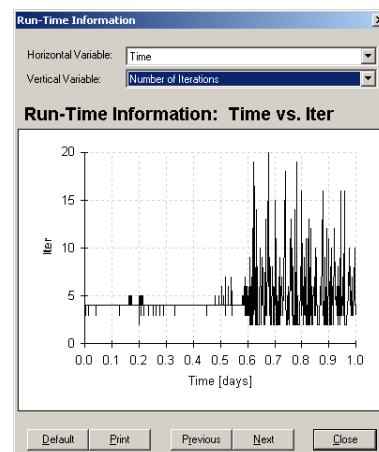 Run-Time Information
Horizontal Variable: Time
Vertical Variable: Number of Iterations
Run-Time Information: Time vs. Iter
20
15
10
5
0
Iter
0.0 0.1 0.2 0.3 0.4 0.5 0.6 0.7 0.8 0.9 1.0
Time [days]
Default Print Previous Next Close